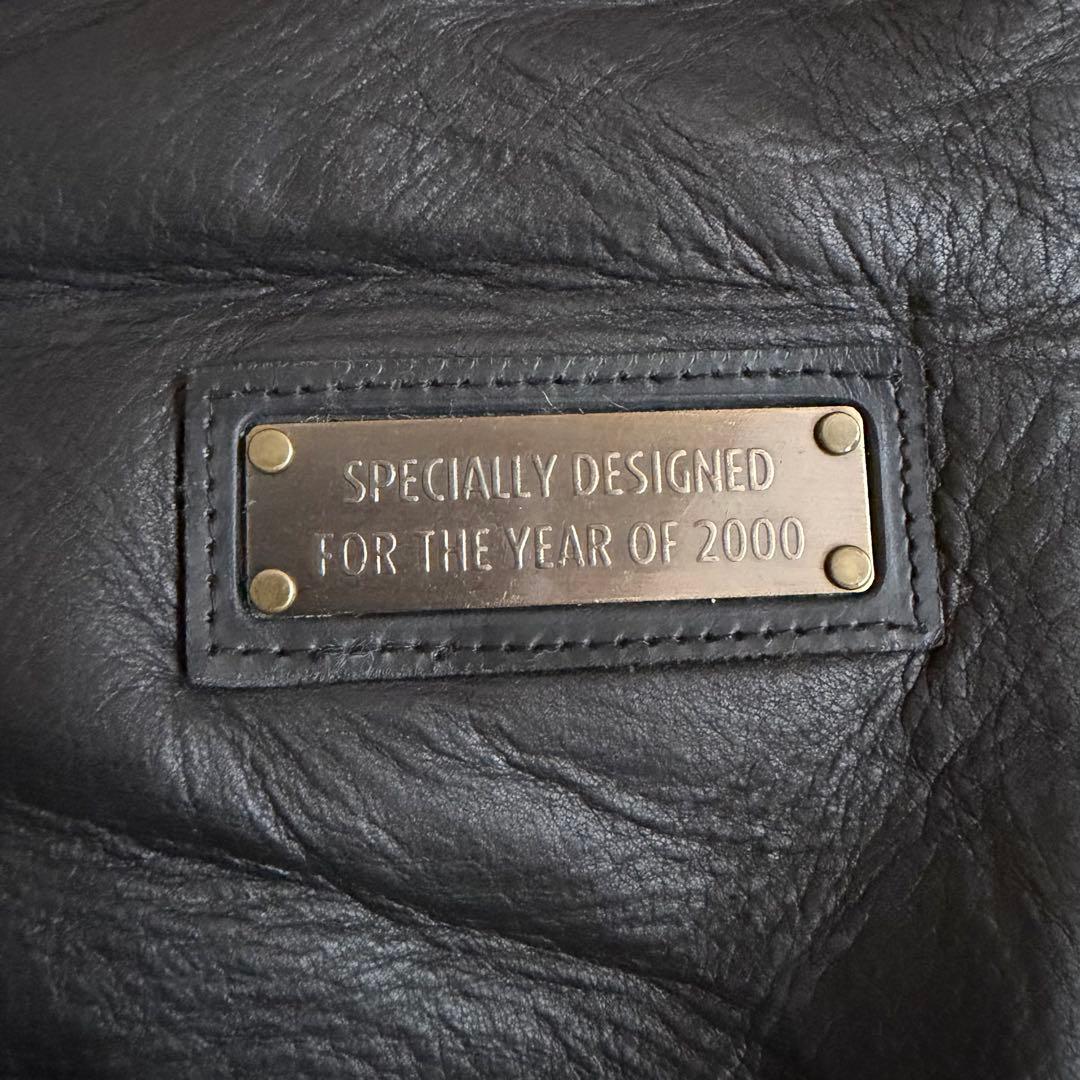 SPECIALLY DESIGNED
FOR THE YEAR OF 2000